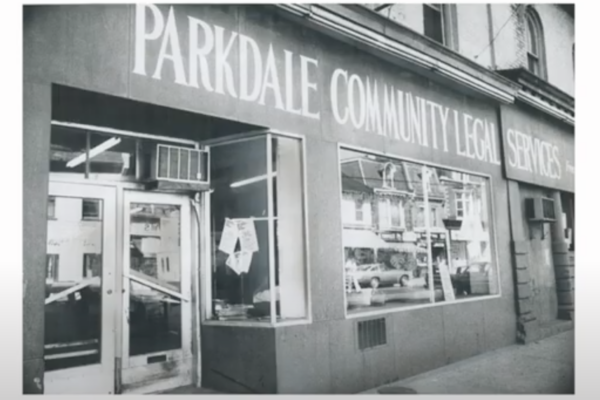 PARKDALE COMMUNITY LEGAL SERVICES